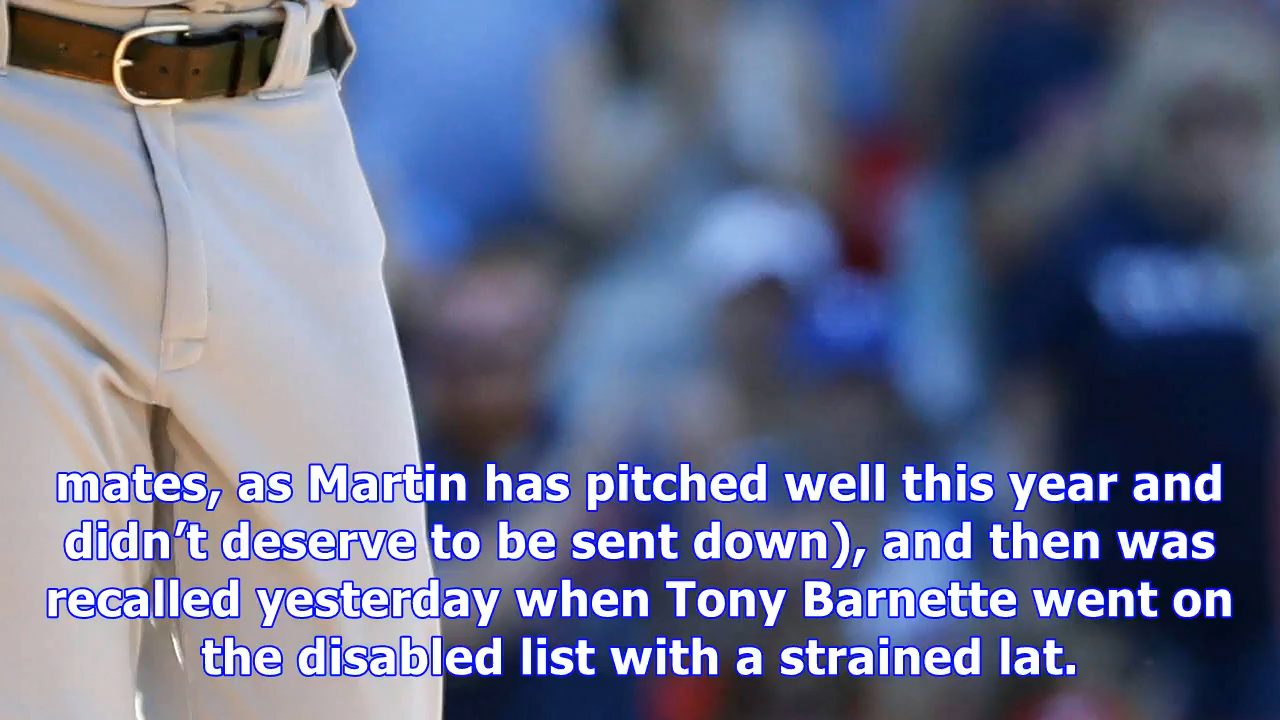 mates, as Martin has pitched well this year and
didn’t deserve to be sent down), and then was
recalled yesterday when Tony Barnette went on
the disabled list with a strained lat.